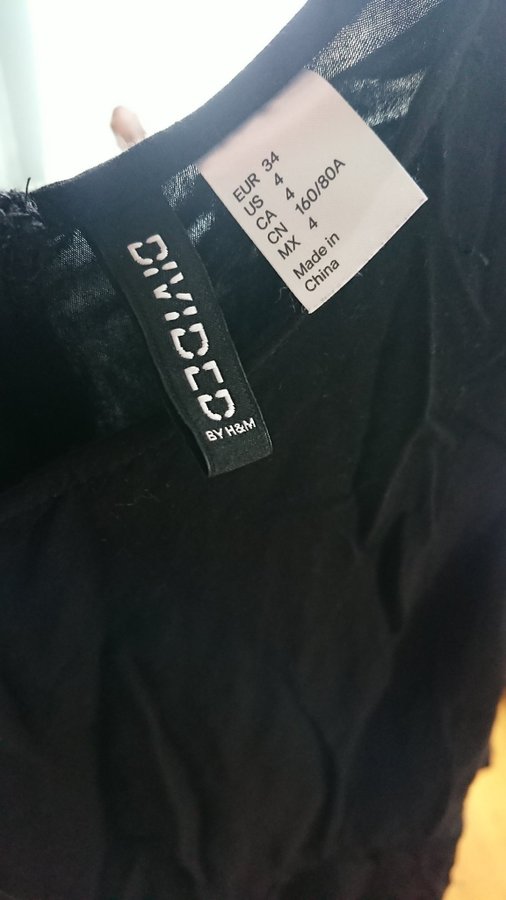 EUR 34
US 4
CA 4
CN 160/80A
MX 4
Made in
China
DIVIDED
BY H&M